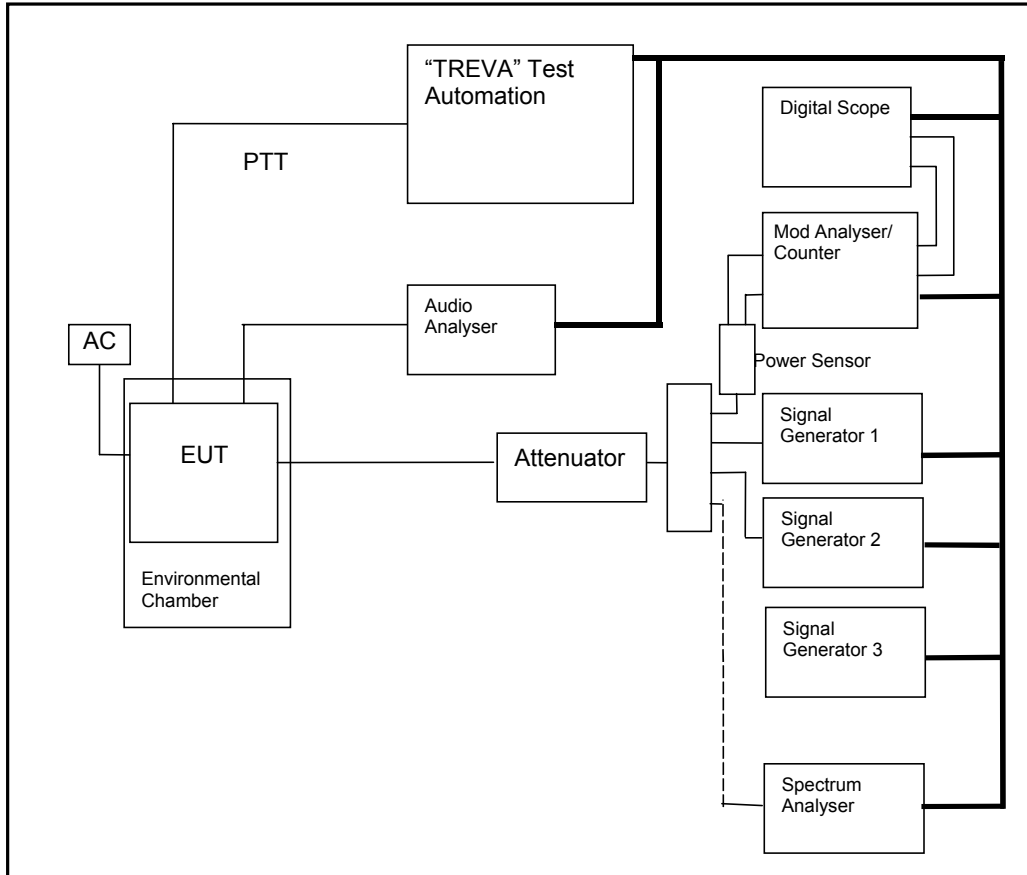 “TREVA” Test
Automation
Digital Scope
PTT
Mod Analyser/
Counter
Audio
Analyser
AC
Power Sensor
EUT
Attenuator
Signal
Generator 1
Signal
Generator 2
Environmental
Chamber
Signal
Generator 3
Spectrum
Analyser